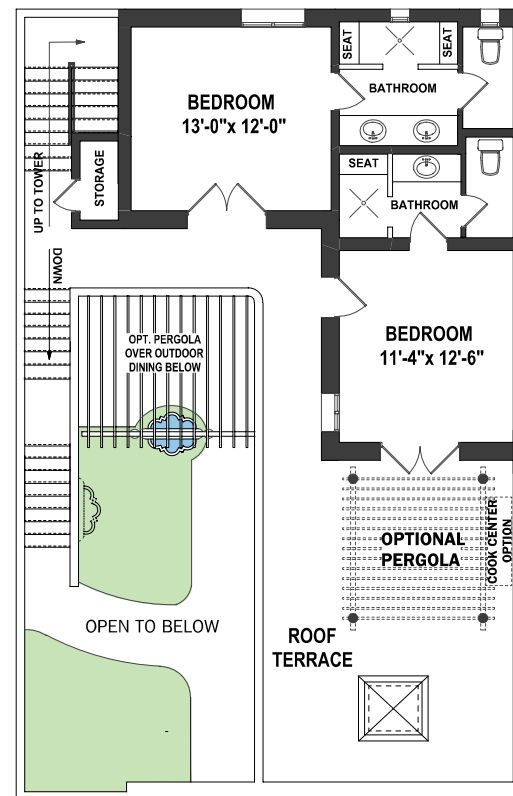 SEAT
SEAT
BATHROOM
BEDROOM
13'-0"x 12'-0"
STORAGE
SEAT
BATHROOM
UP TO TOWER
DOWN
OPT. PERGOLA
OVER OUTDOOR
DINING BELOW
BEDROOM
11'-4"x 12'-6"
OPTIONAL
PERGOLA
COOK CENTER
OPTION
OPEN TO BELOW
ROOF
TERRACE